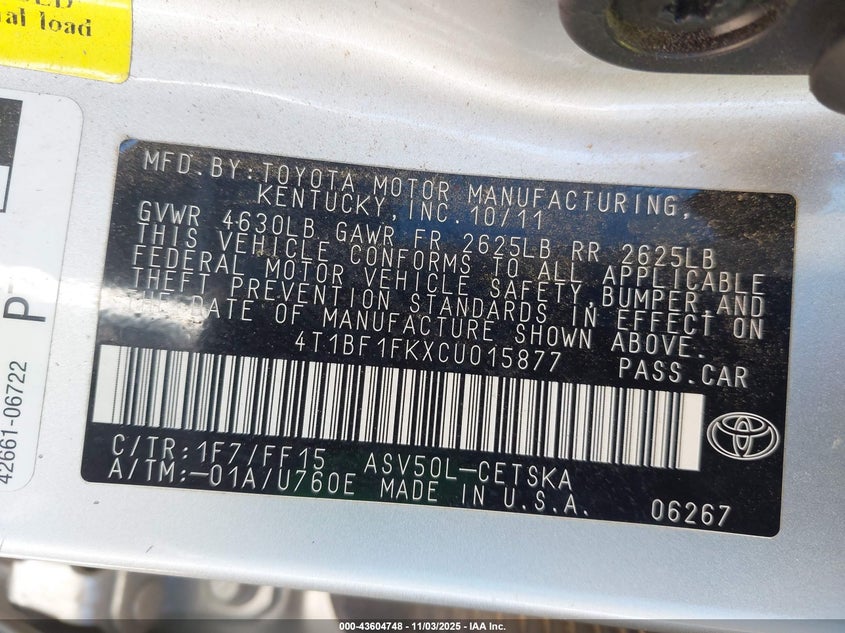 al load
P
42661-06722
MFD. BY: TOYOTA MOTOR MANUFACTURING,
KENTUCKY, INC. 10/11
GVWR 4630LB GAWR FR 2625LB RR 2625LB
THIS VEHICLE CONFORMS TO ALL APPLICABLE
FEDERAL MOTOR VEHICLE SAFETY, BUMPER, AND
THEFT PREVENTION STANDARDS IN EFFECT ON
THE DATE OF MANUFACTURE SHOWN ABOVE.
4T1BF1FKXCU015877 PASS.CAR
C/TR: 1F7/FF15 ASV50L-CETSKA
A/TM:-01A/U760E MADE IN U.S.A. 06267
000-43604748 - 11/03/2025 - IAA Inc.